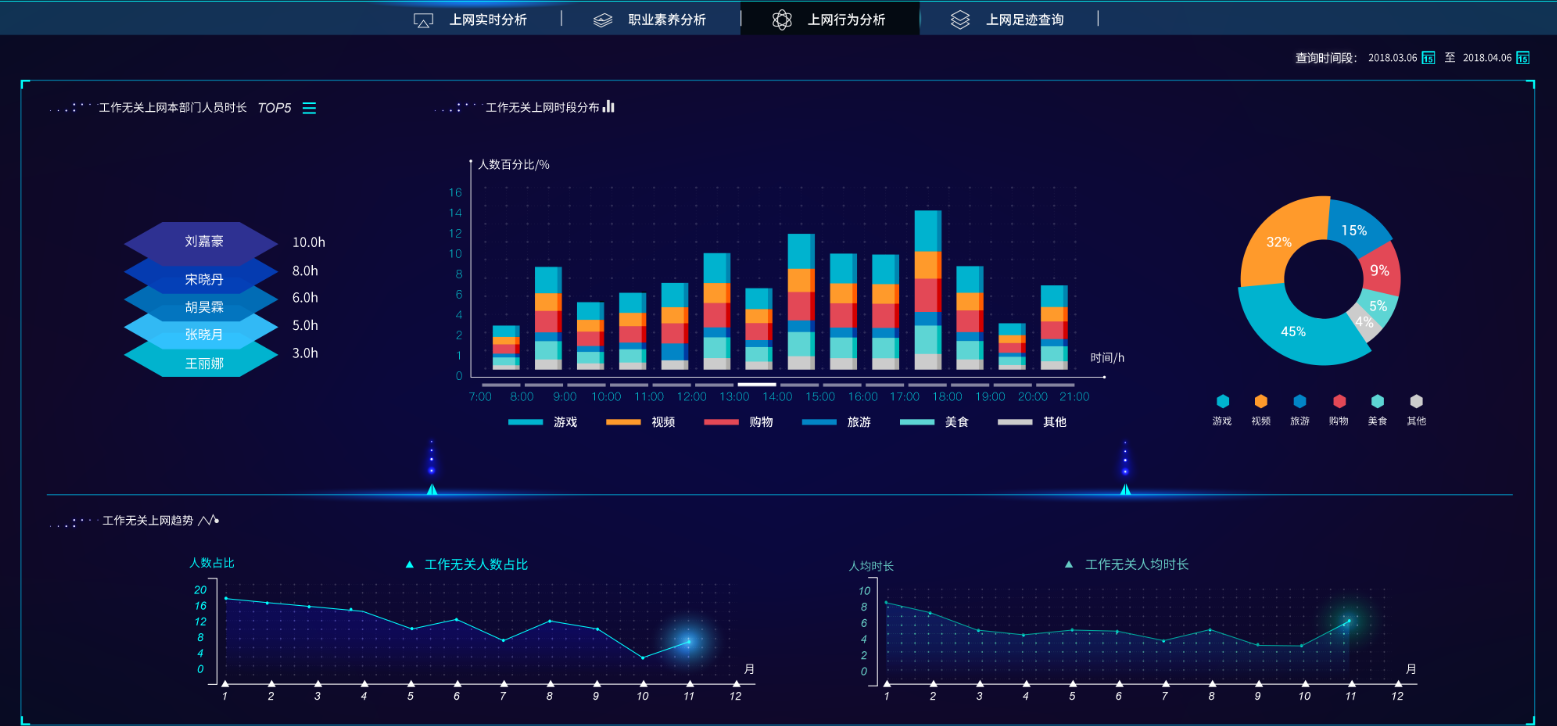 上网实时分析
职业素养分析
上网行为分析
上网足迹查询
查询时间段: 2018.03.06 15 至 2018.04.06 15
工作无关上网本部门人员时长 TOP5
刘嘉豪 10.0h
宋晓丹 8.0h
胡昊霖 6.0h
张晓月 5.0h
王丽娜 3.0h
工作无关上网时段分布
人数百分比/%
16
14
12
10
8
6
4
2
1
0
时间/h
7:00 8:00 9:00 10:00 11:00 12:00 13:00 14:00 15:00 16:00 17:00 18:00 19:00 20:00 21:00
游戏 视频 购物 旅游 美食 其他
32% 15%
9%
5%
4%
45%
游戏 视频 旅游 购物 美食 其他
工作无关上网趋势
人数占比
工作无关人数占比
20
16
12
8
4
0
月
1 2 3 4 5 6 7 8 9 10 11 12
人均时长
工作无关人均时长
10
8
6
4
2
0
月
1 2 3 4 5 6 7 8 9 10 11 12